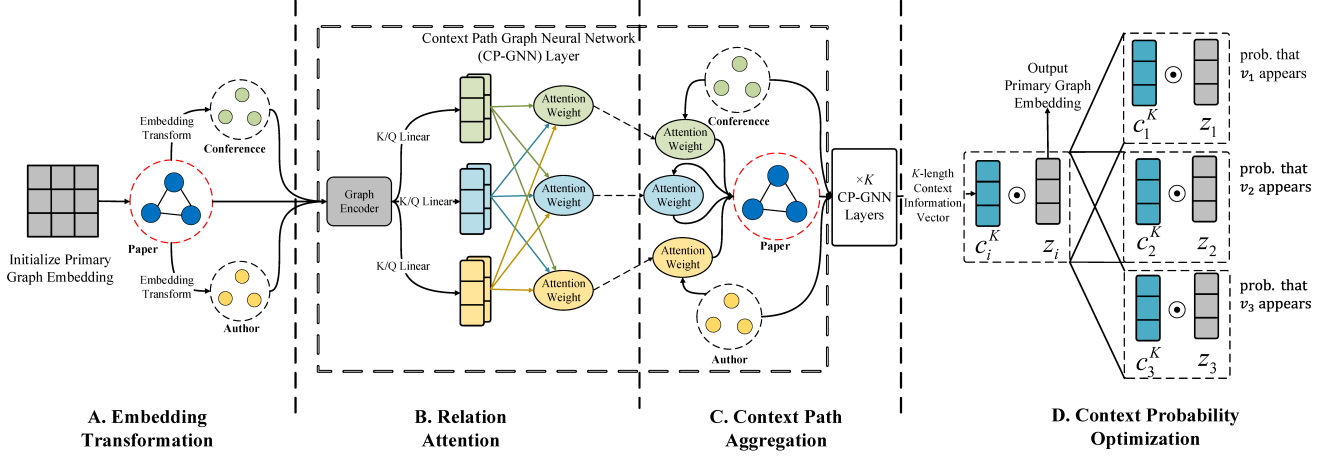 Initialize Primary
Graph Embedding
Embedding
Transform
Paper
Embedding
Transform
Conferencce
Author
A. Embedding
Transformation
Context Path Graph Neural Network
(CP-GNN) Layer
Graph
Encoder
K/Q Linear
K/Q Linear
K/Q Linear
Attention
Weight
Attention
Weight
Attention
Weight
B. Relation
Attention
Conferencce
Attention
Weight
Attention
Weight
Attention
Weight
Paper
Author
×K
CP-GNN
Layers
C. Context Path
Aggregation
K-length
Context
Information
Vector
Output
Primary Graph
Embedding
c_i^K
z_i
c_1^K
z_1
prob. that
v_1 appears
c_2^K
z_2
prob. that
v_2 appears
c_3^K
z_3
prob. that
v_3 appears
D. Context Probability
Optimization